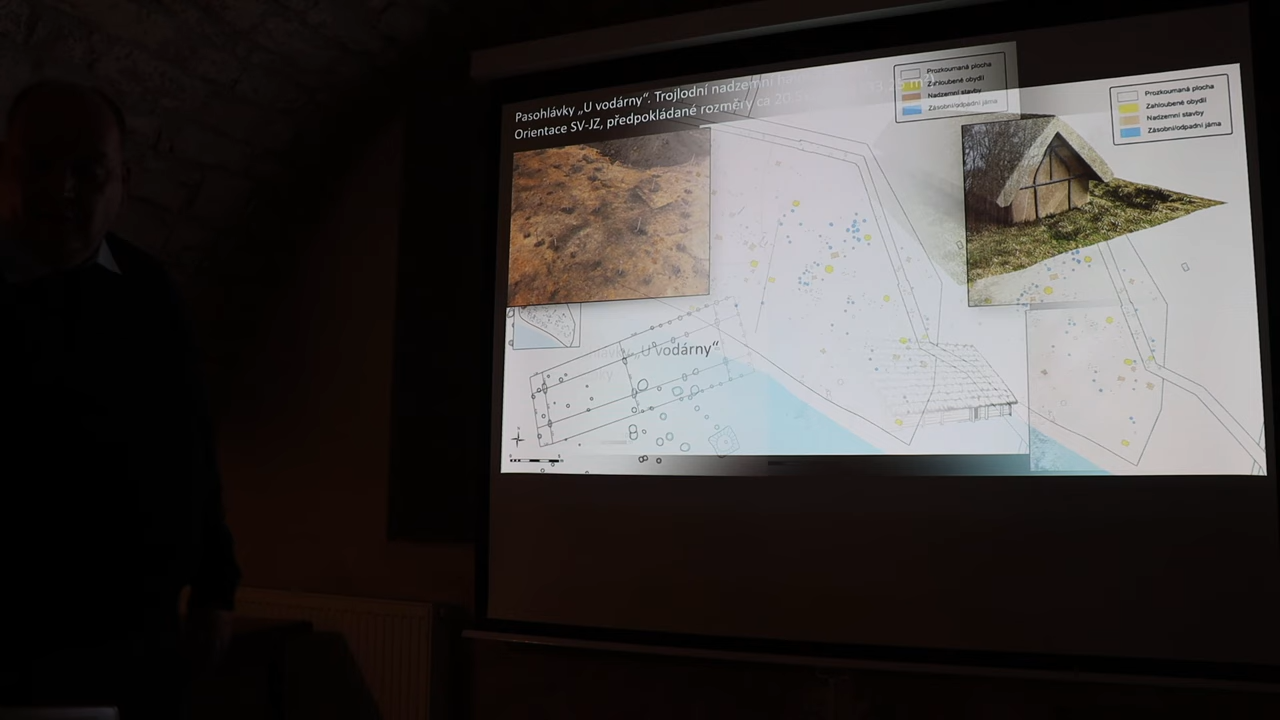 Pasohlávky „U vodárny“. Trojlodní nadzemní
Orientace SV-JZ, předpokládané rozměry ca 20.
Prozkoumaná plocha
Zahloubené obydlí
Nadzemní stavby
Zásobní/odpadní jáma
Prozkoumaná plocha
Zahloubené obydlí
Nadzemní stavby
Zásobní/odpadní jáma
„U vodárny“